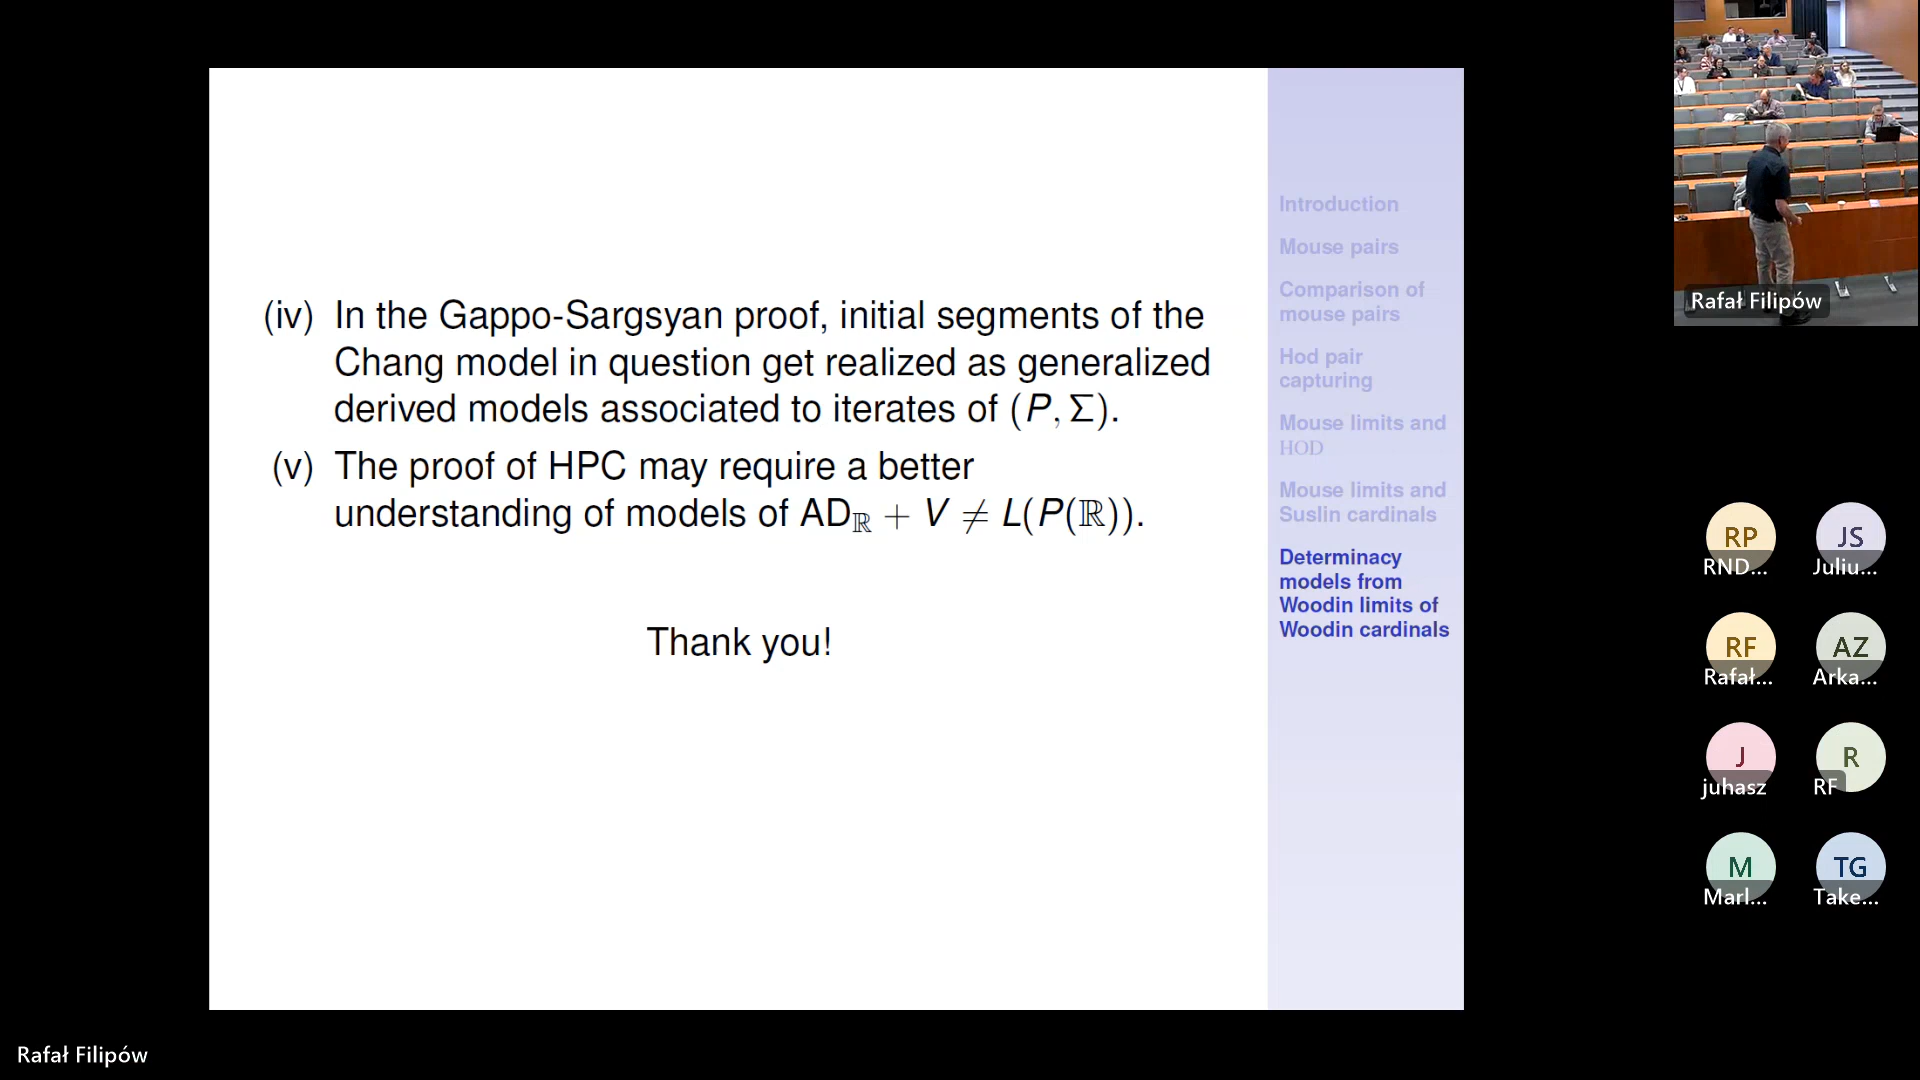 (iv) In the Gappo-Sargsyan proof, initial segments of the
Chang model in question get realized as generalized
derived models associated to iterates of (P, Σ).
(v) The proof of HPC may require a better
understanding of models of ADℝ + V ≠ L(P(ℝ)).
Thank you!
Introduction
Mouse pairs
Comparison of
mouse pairs
Hod pair
capturing
Mouse limits and
HOD
Mouse limits and
Suslin cardinals
Determinacy
models from
Woodin limits of
Woodin cardinals
Rafał Filipów
RP
RND...
JS
Juliu...
RF
Rafał...
AZ
Arka...
J
juhasz
R
RF
M
Marl...
TG
Take...
Rafał Filipów